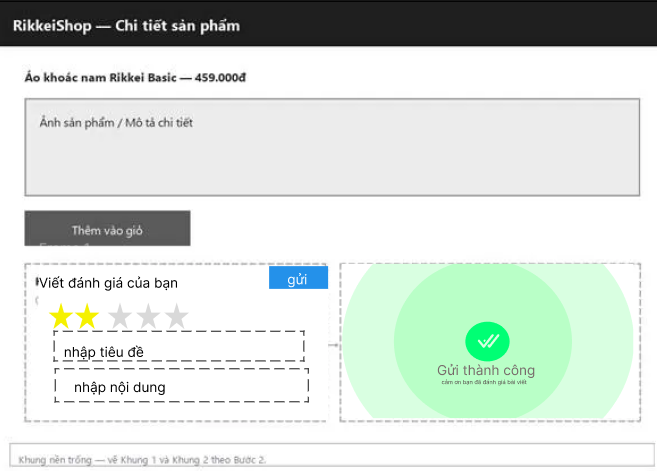 RikkeiShop — Chi tiết sản phẩm
Áo khoác nam Rikkei Basic — 459.000đ
Ảnh sản phẩm / Mô tả chi tiết
Thêm vào giỏ
Viết đánh giá của bạn
gửi
nhập tiêu đề
nhập nội dung
Gửi thành công
cảm ơn bạn đã đánh giá bài viết
Khung nền trống — vẽ Khung 1 và Khung 2 theo Bước 2.